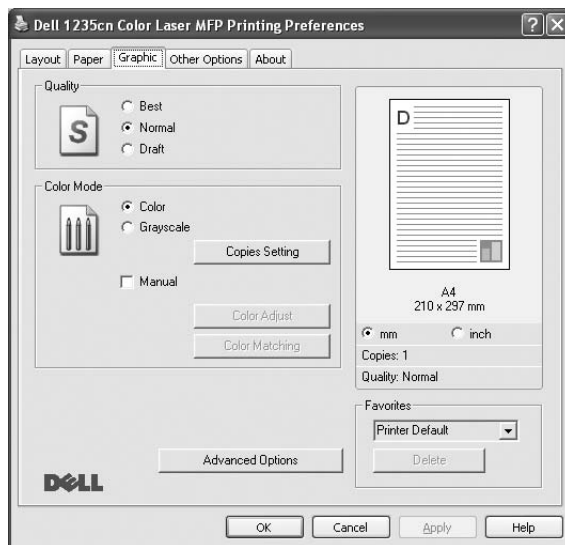 Dell 1235cn Color Laser MFP Printing Preferences
Layout Paper Graphic Other Options About
Quality
S
Best
Normal
Draft
Color Mode
Color
Grayscale
Copies Setting
Manual
Color Adjust
Color Matching
Advanced Options
DELL
D
A4
210 x 297 mm
mm inch
Copies: 1
Quality: Normal
Favorites
Printer Default
Delete
OK Cancel Apply Help